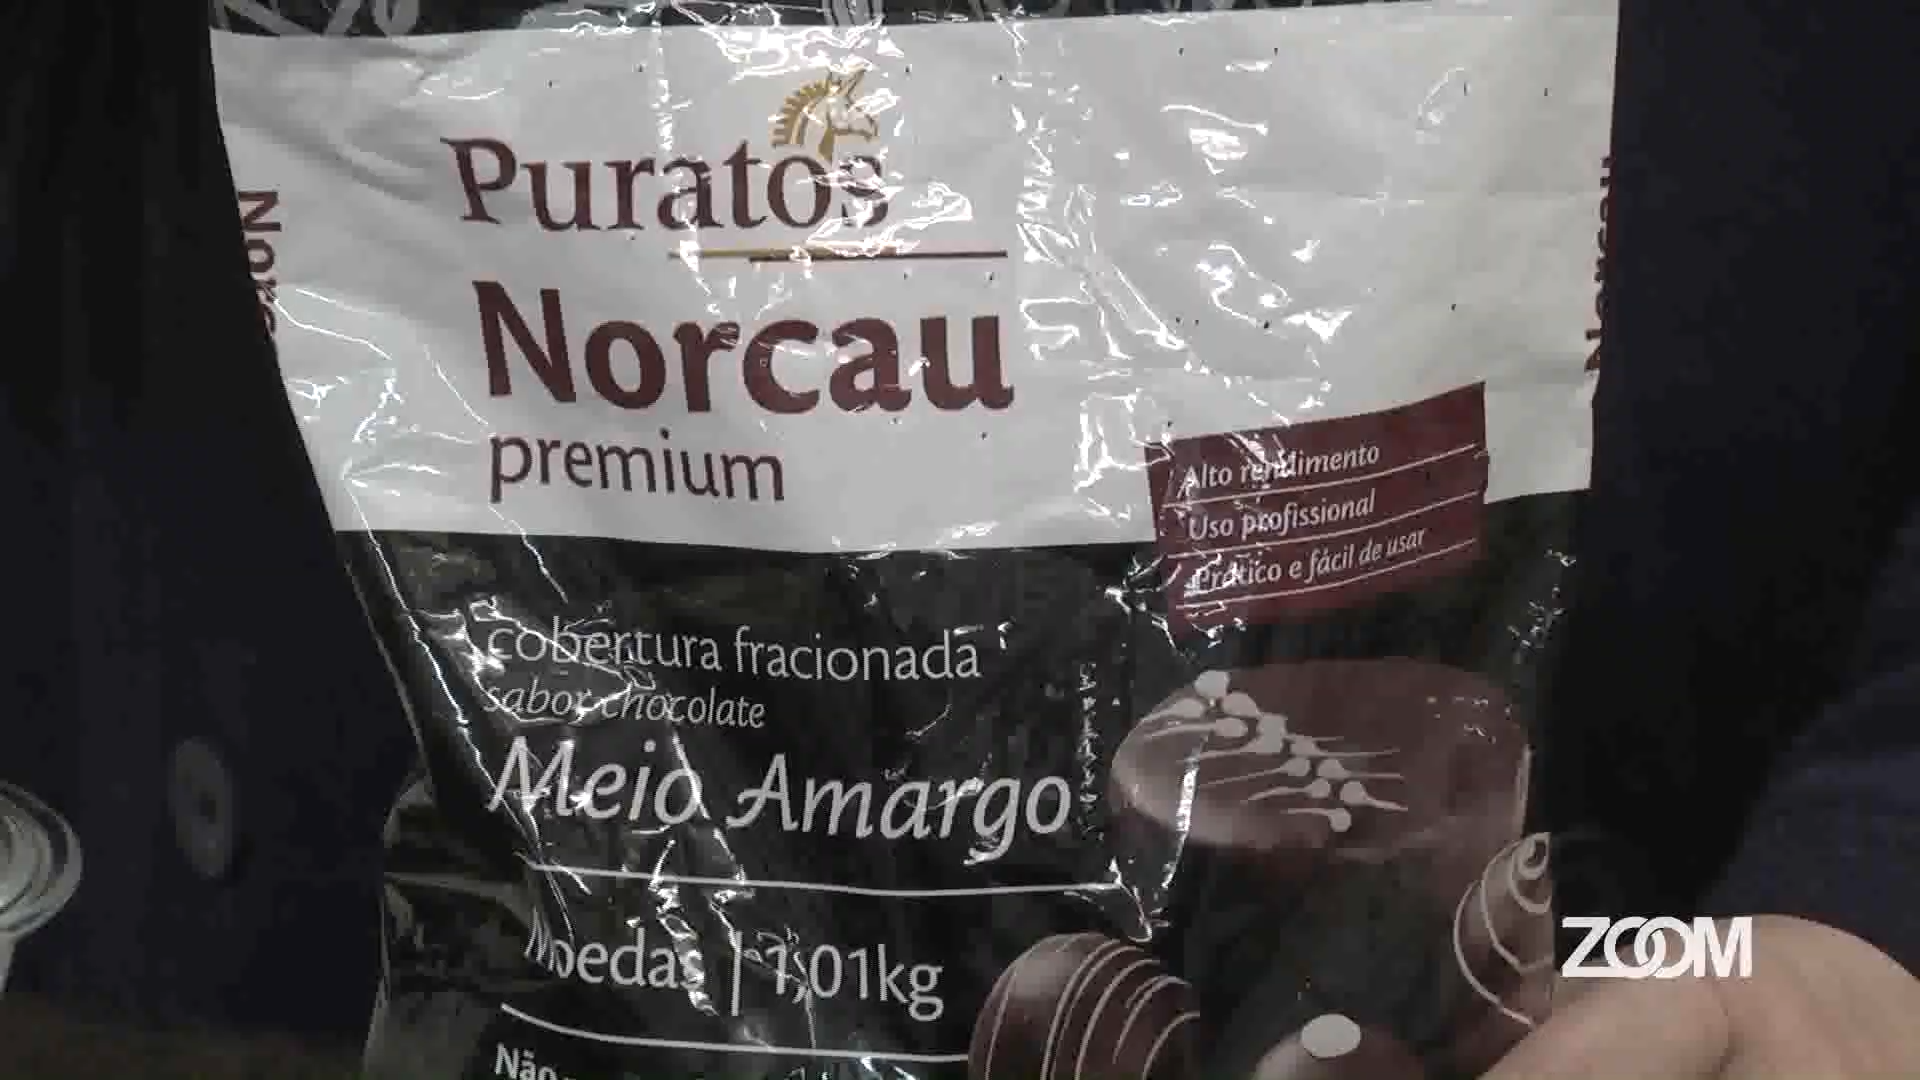 Puratos
Norcau
premium
Alto rendimento
Uso profissional
Prático e fácil de usar
cobertura fracionada
sabor chocolate
Meio Amargo
Moedas | 1,01kg
ZOOM